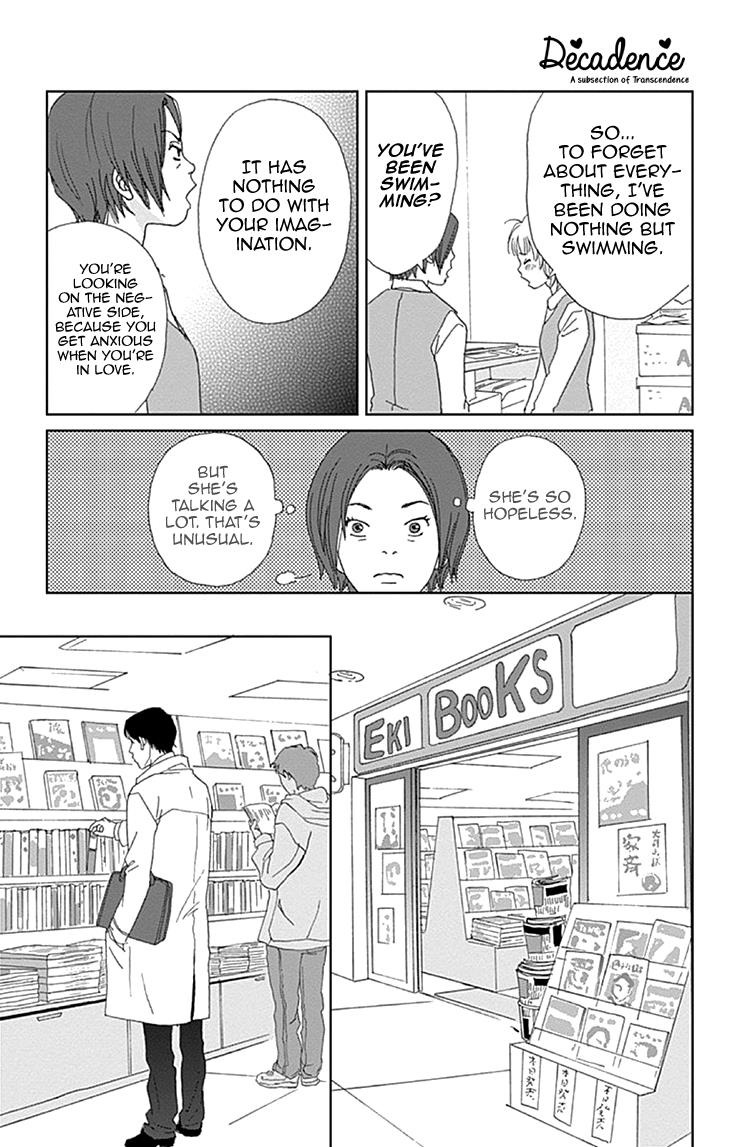 Decadence
A subsection of Transcendence
SO...
TO FORGET
ABOUT EVERY-
THING, I'VE
BEEN DOING
NOTHING BUT
SWIMMING.
YOU'VE
BEEN
SWIM-
MING?
IT HAS
NOTHING
TO DO WITH
YOUR IMAG-
INATION.
YOU'RE
LOOKING
ON THE NEG-
ATIVE SIDE,
BECAUSE YOU
GET ANXIOUS
WHEN YOU'RE
IN LOVE.
SHE'S SO
HOPELESS.
BUT
SHE'S
TALKING A
LOT. THAT'S
UNUSUAL.
EKI BOOKS